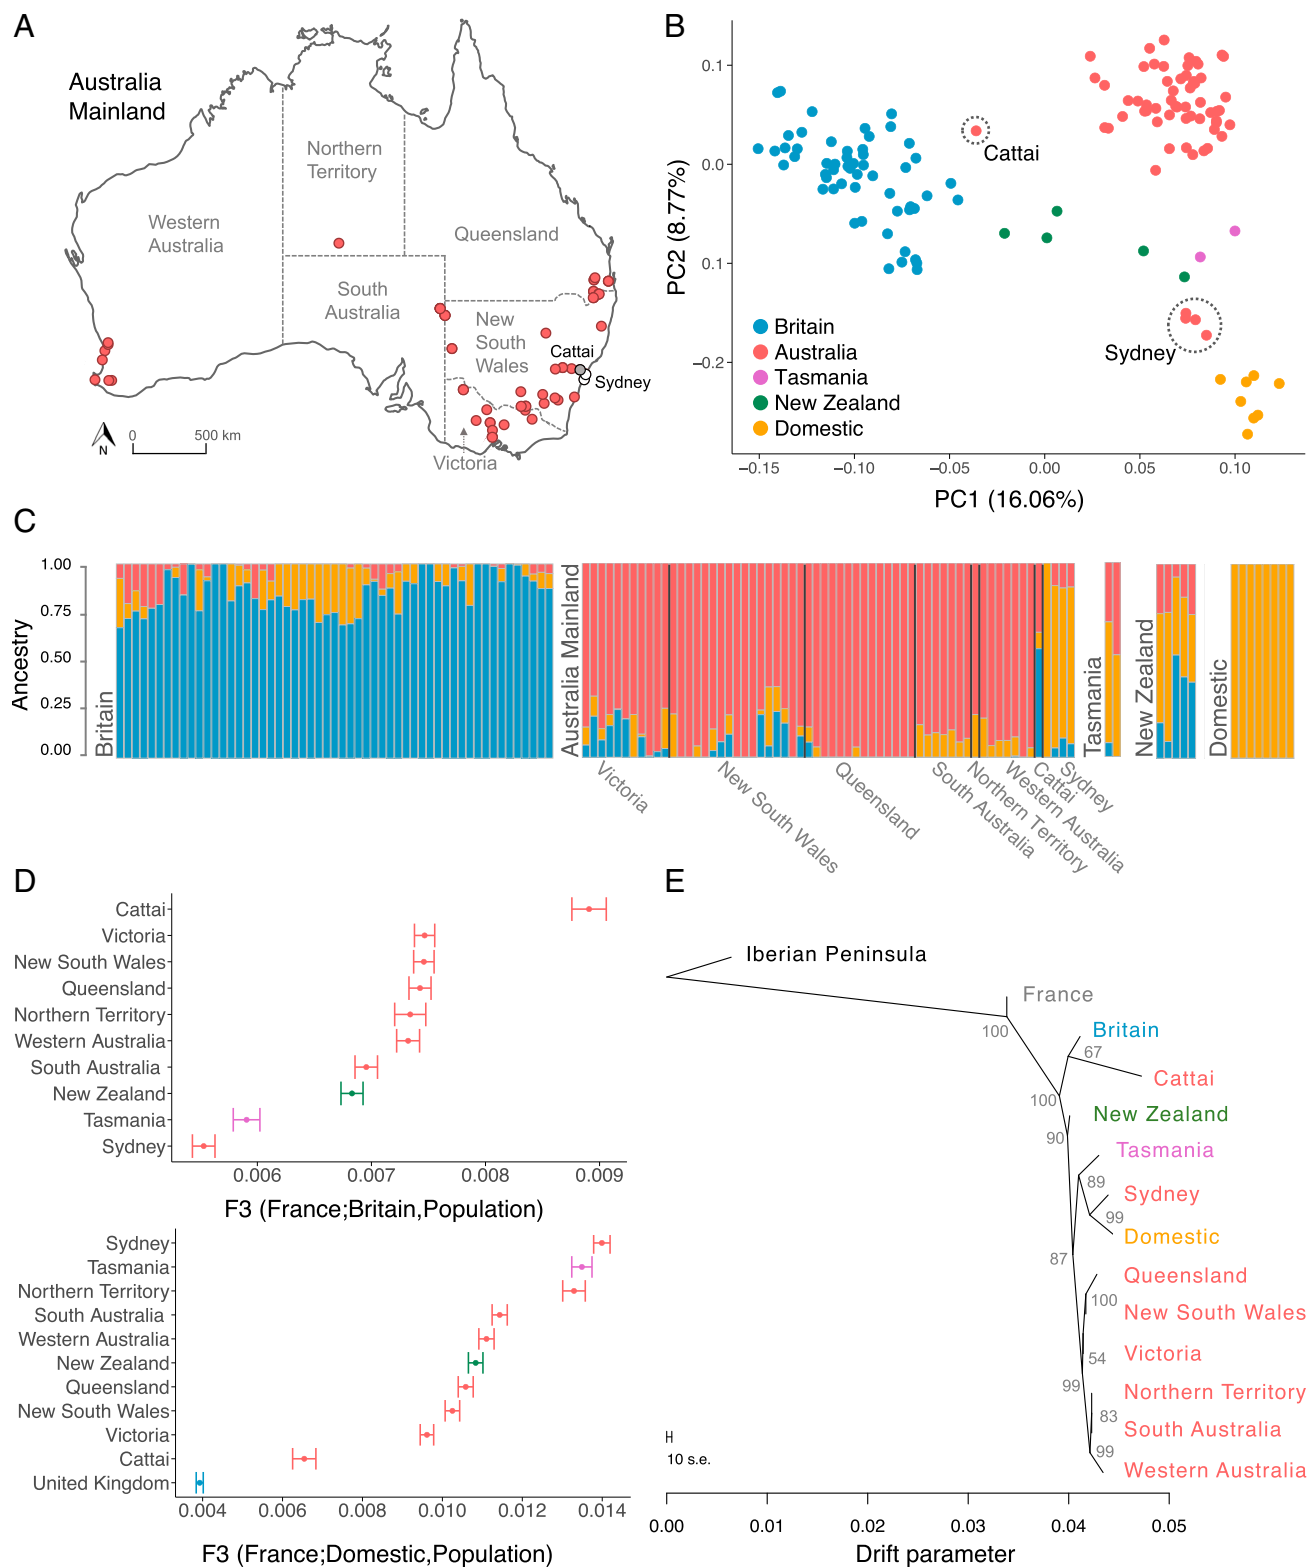 A
Australia
Mainland
Northern
Territory
Western
Australia
Queensland
South
Australia
New
South
Wales
Cattai
Sydney
Victoria
N
0
500 km
B
PC2 (8.77%)
0.1
0.0
0.1
−0.2
Cattai
Sydney
Britain
Australia
Tasmania
New Zealand
Domestic
−0.15
−0.10
−0.05
0.00
0.05
0.10
PC1 (16.06%)
C
Ancestry
1.00
0.75
0.50
0.25
0.00
Britain
Australia Mainland
Tasmania
New Zealand
Domestic
Victoria
New South Wales
Queensland
South Australia
Northern Territory
Western Australia
Cattai
Sydney
D
Cattai
Victoria
New South Wales
Queensland
Northern Territory
Western Australia
South Australia
New Zealand
Tasmania
Sydney
0.006
0.007
0.008
0.009
F3 (France;Britain,Population)
Sydney
Tasmania
Northern Territory
South Australia
Western Australia
New Zealand
Queensland
New South Wales
Victoria
Cattai
United Kingdom
0.004
0.006
0.008
0.010
0.012
0.014
F3 (France;Domestic,Population)
E
Iberian Peninsula
France
100
Britain
67
Cattai
100
New Zealand
90
Tasmania
89
Sydney
99
Domestic
87
Queensland
100
New South Wales
Victoria
54
99
Northern Territory
83
South Australia
99
Western Australia
10 s.e.
0.00
0.01
0.02
0.03
0.04
0.05
Drift parameter